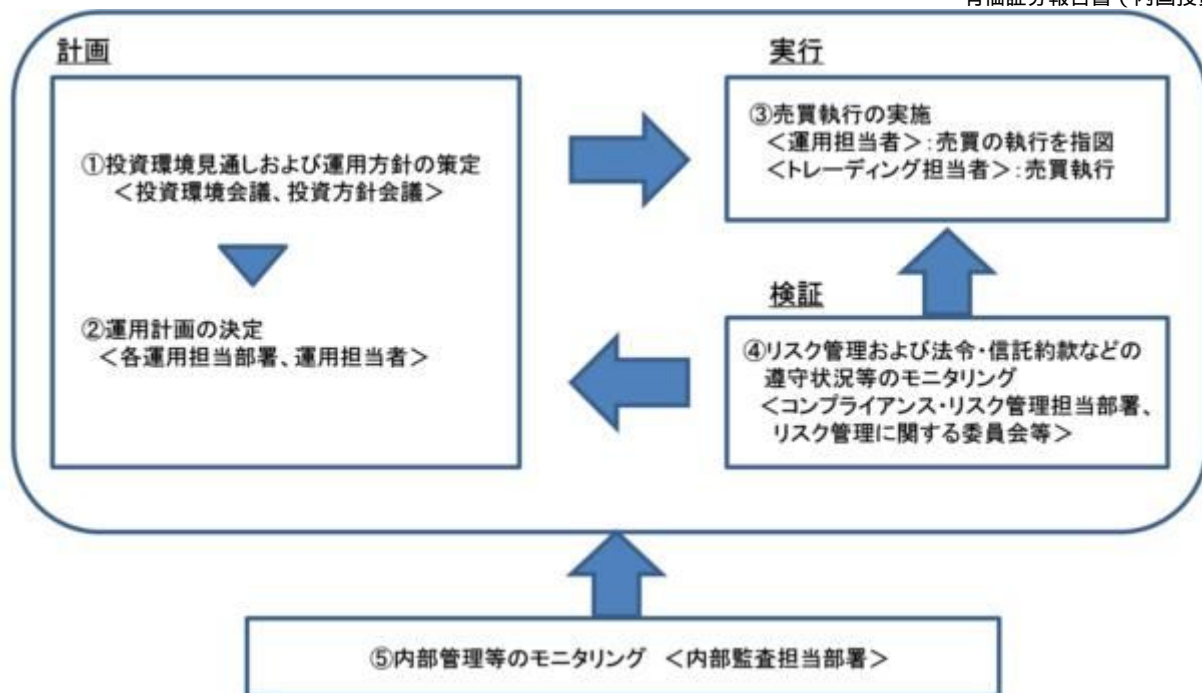 計画
①投資環境見通しおよび運用方針の策定
<投資環境会議、投資方針会議>
②運用計画の決定
<各運用担当部署、運用担当者>
実行
③売買執行の実施
<運用担当者>:売買の執行を指図
<トレーディング担当者>:売買執行
検証
④リスク管理および法令・信託約款などの
遵守状況等のモニタリング
<コンプライアンス・リスク管理担当部署、
リスク管理に関する委員会等>
⑤内部管理等のモニタリング <内部監査担当部署>